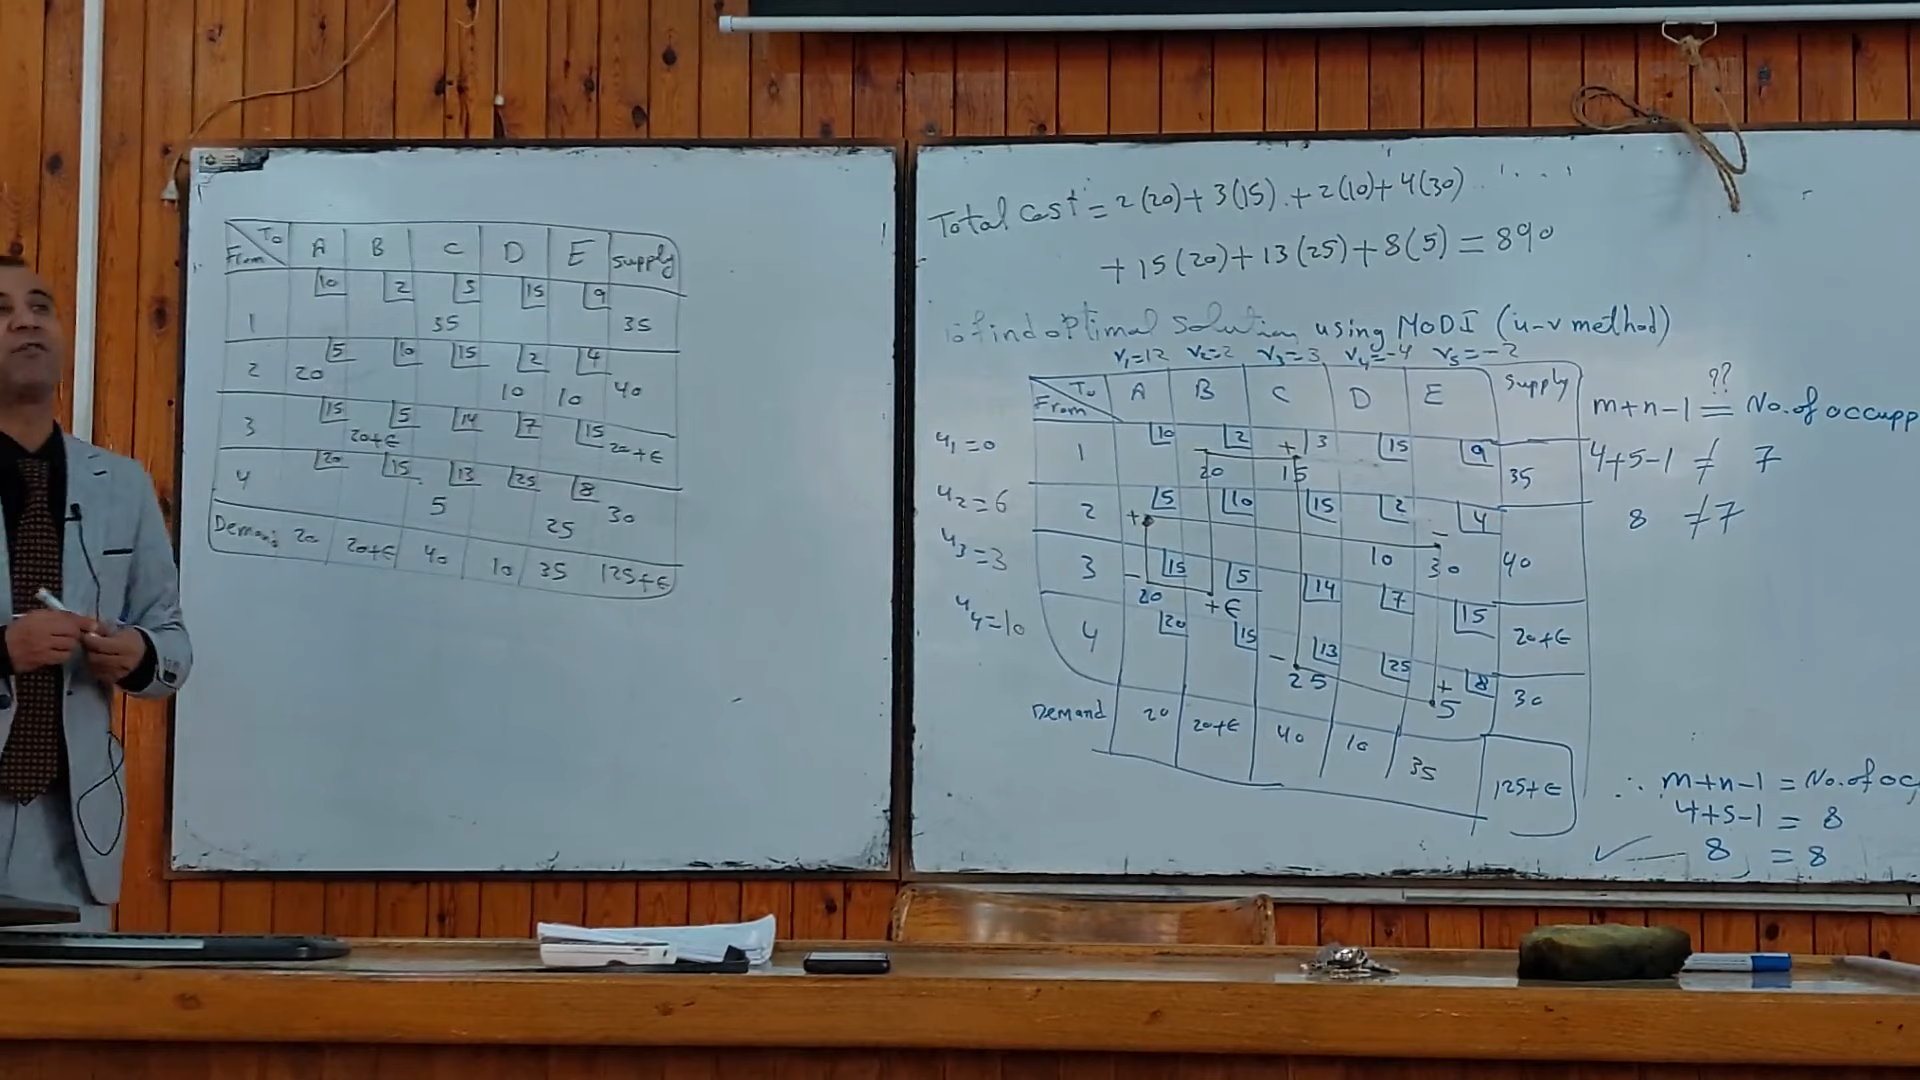 To From A B C D E Supply
1 10 2 3 15 9
35 35
2 5 10 15 2 4
20 10 10 40
3 15 5 14 7 15
20+ε 20+ε
4 20 15 13 25 8
5 25 30
Demand 20 20+ε 40 10 35 125+ε
Total cost = 2(20)+3(15)+2(10)+4(30)
+15(20)+13(25)+8(5)=890
to find optimal solution using MODI (u-v method)
v₁=12 v₂=2 v₃=3 v₄=-4 v₅=-2
To From A B C D E Supply
u₁=0 1 10 - 2 + 3 15 9
20 15 35
u₂=6 2 + 5 10 15 2 - 4
10 30 40
u₃=3 3 - 15 5 14 7 15
20 +ε 20+ε
u₄=10 4 20 15 - 13 25 + 8
25 5 30
Demand 20 20+ε 40 10 35 125+ε
??
m+n-1 = No. of occupp
4+5-1 ≠ 7
8 ≠ 7
∴ m+n-1 = No. of oc
4+5-1 = 8
✓ 8 = 8